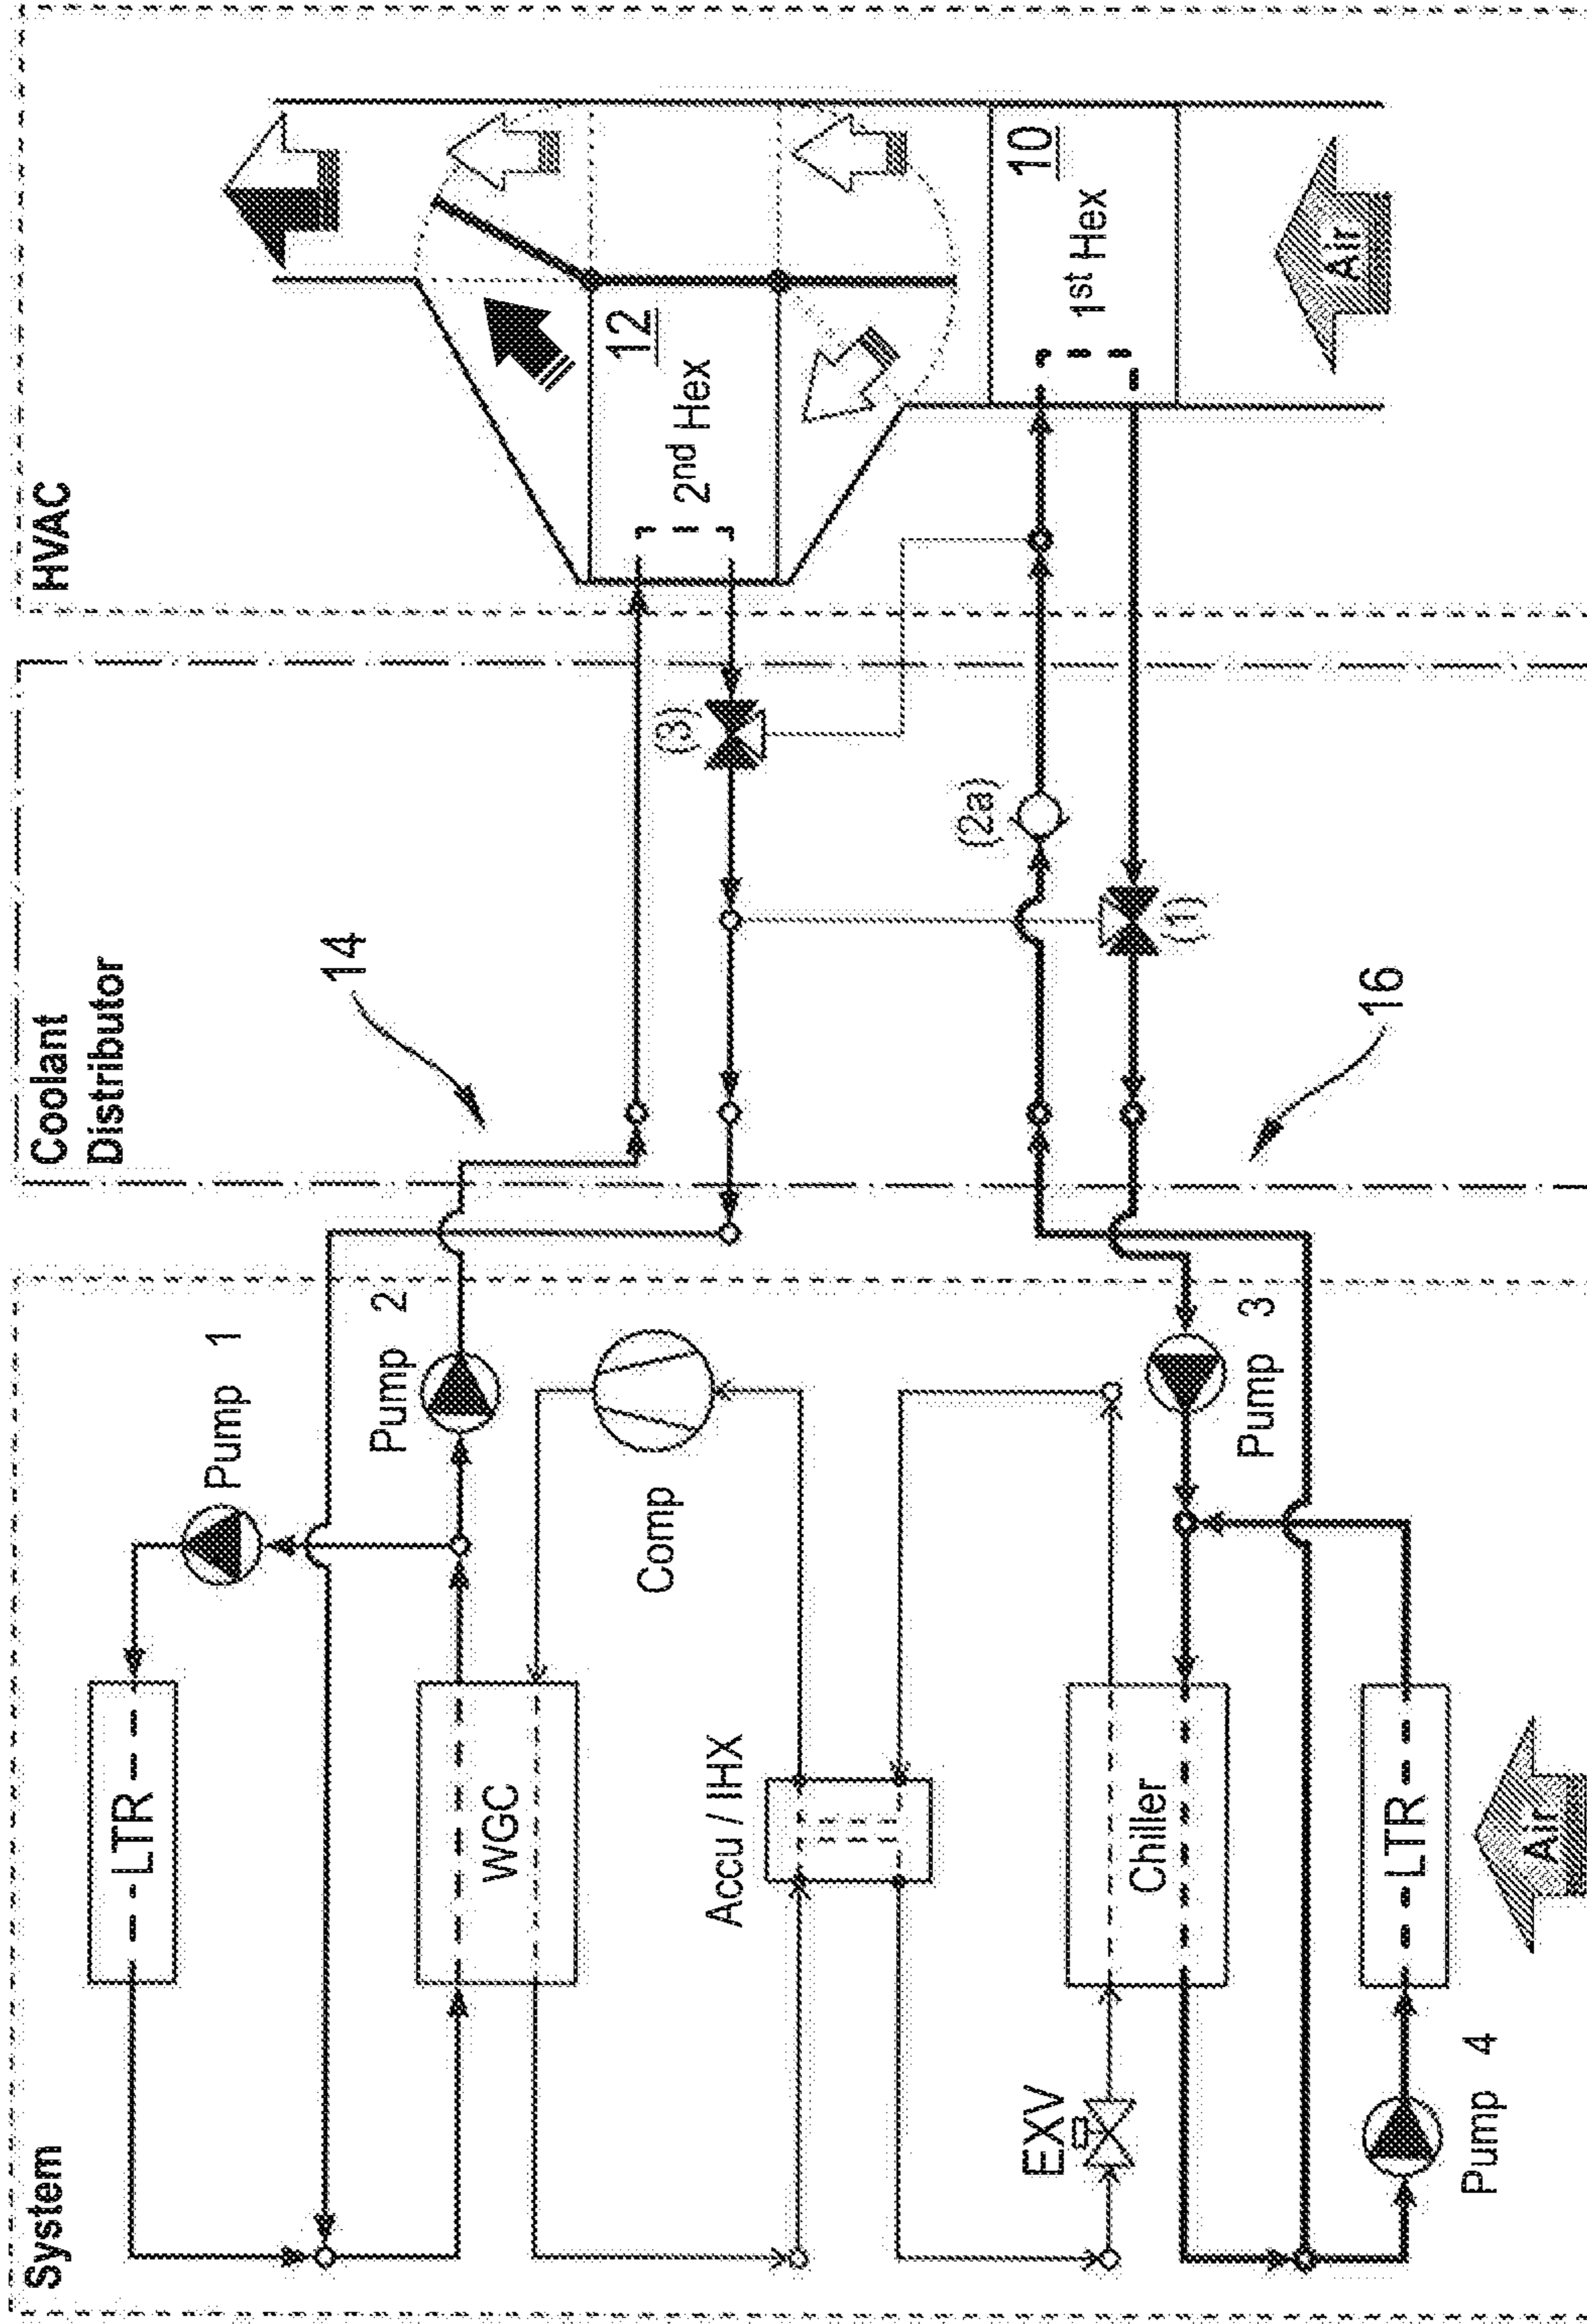 System
LTR
Pump 1
Pump 2
WGC
Comp
Accu / IHX
EXV
Chiller
Pump 3
LTR
Pump 4
Air
Coolant
Distributor
14
(3)
(2a)
(1)
16
HVAC
12
2nd Hex
10
1st Hex
Air